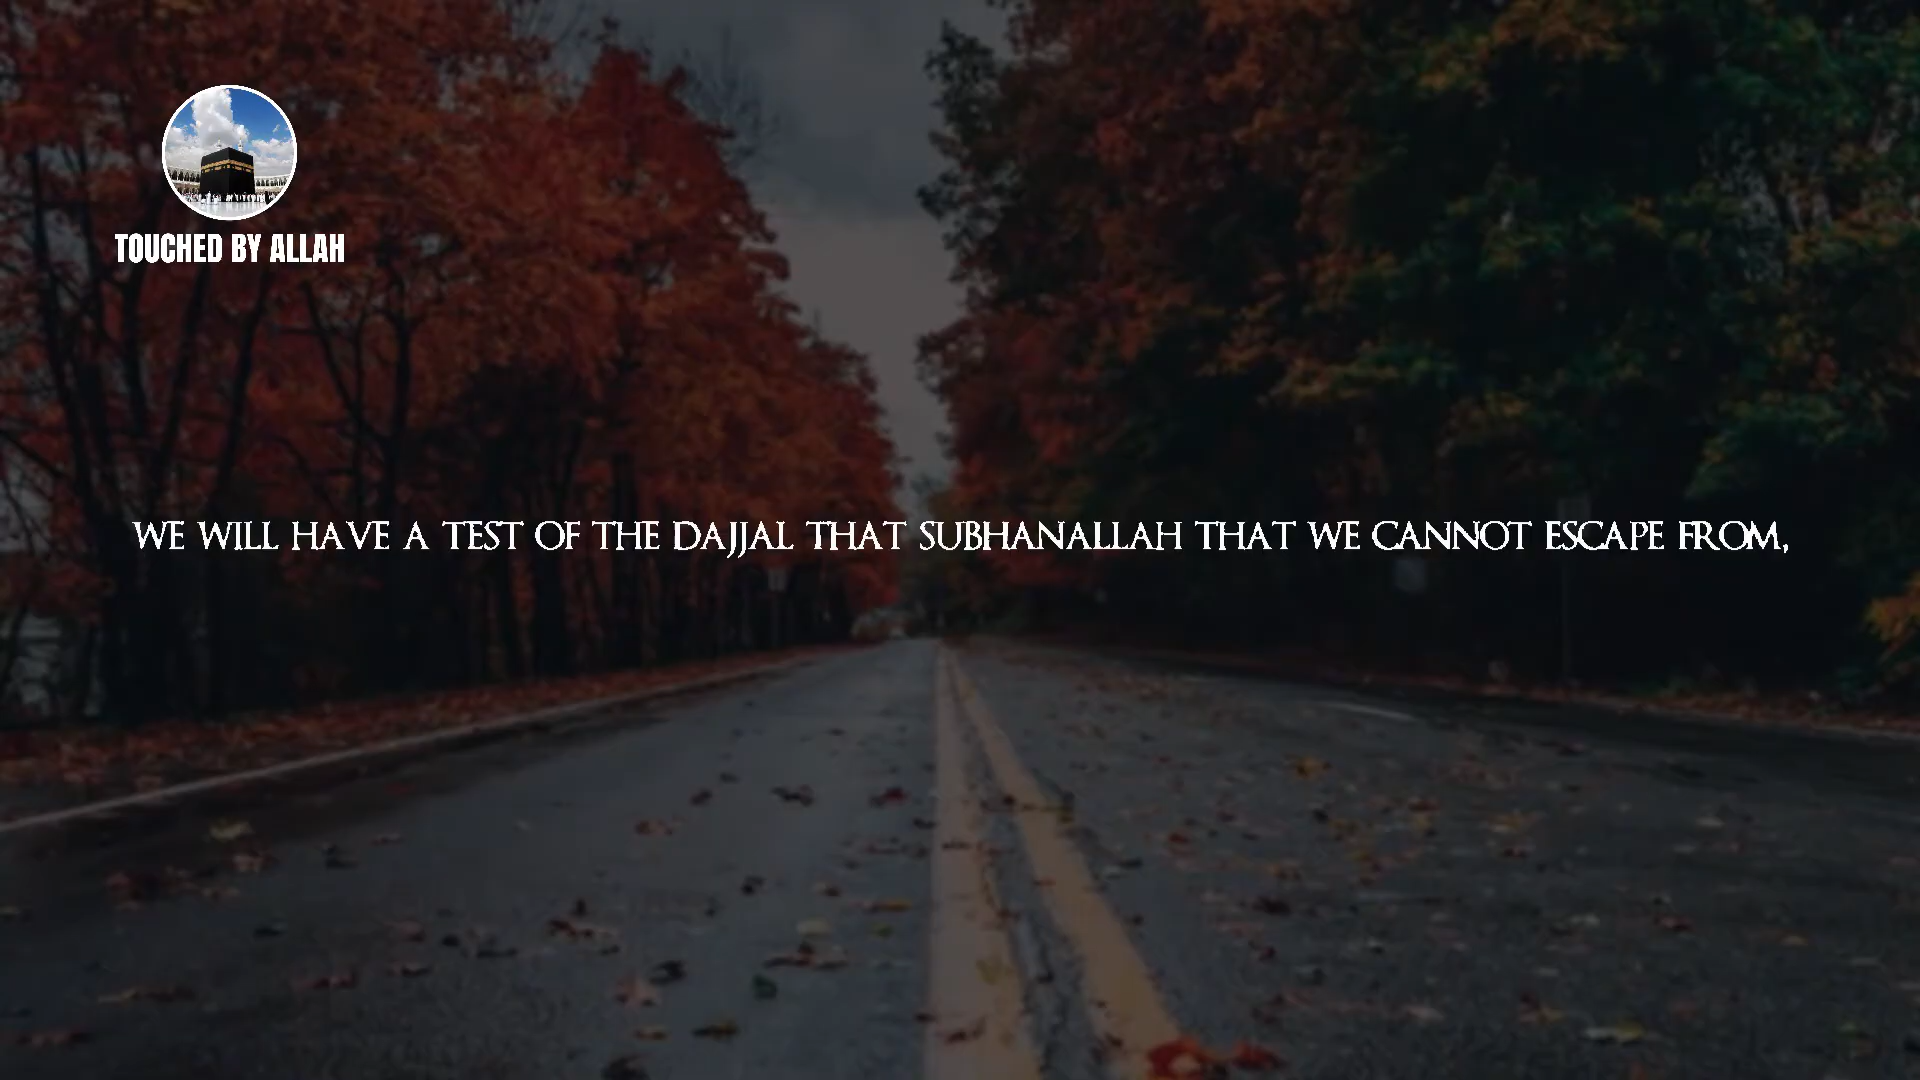 TOUCHED BY ALLAH
WE WILL HAVE A TEST OF THE DAJJAL THAT SUBHANALLAH THAT WE CANNOT ESCAPE FROM,